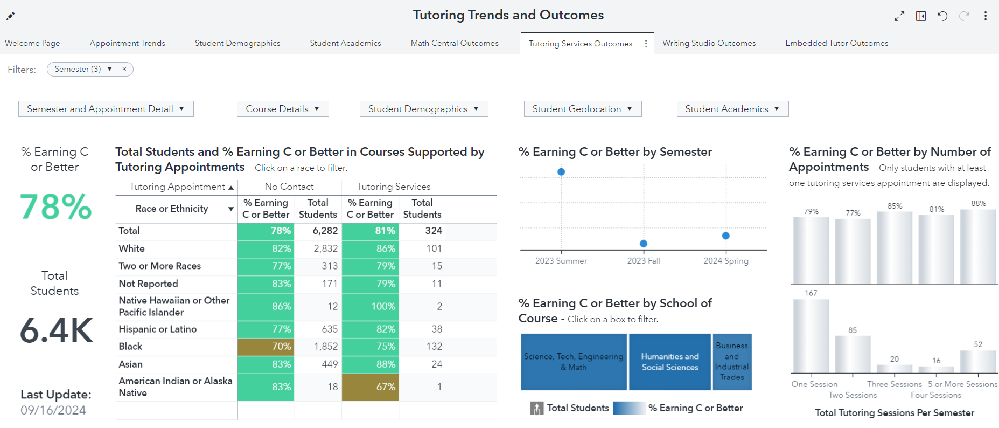 Tutoring Trends and Outcomes
Welcome Page
Appointment Trends
Student Demographics
Student Academics
Math Central Outcomes
Tutoring Services Outcomes
Writing Studio Outcomes
Embedded Tutor Outcomes
Filters:
Semester (3)
Semester and Appointment Detail
Course Details
Student Demographics
Student Geolocation
Student Academics
% Earning C
or Better
78%
Total
Students
6.4K
Last Update:
09/16/2024
Total Students and % Earning C or Better in Courses Supported by
Tutoring Appointments - Click on a race to filter.
Tutoring Appointment No Contact Tutoring Services
Race or Ethnicity
% Earning
C or Better
Total
Students
% Earning
C or Better
Total
Students
Total 78% 6,282 81% 324
White 82% 2,832 86% 101
Two or More Races 77% 313 79% 15
Not Reported 83% 171 79% 11
Native Hawaiian or Other
Pacific Islander 86% 12 100% 2
Hispanic or Latino 77% 635 82% 38
Black 70% 1,852 75% 132
Asian 83% 449 88% 24
American Indian or Alaska
Native 83% 18 67% 1
% Earning C or Better by Semester
2023 Summer
2023 Fall
2024 Spring
% Earning C or Better by School of
Course - Click on a box to filter.
Science, Tech, Engineering
& Math
Humanities and
Social Sciences
Business
and
Industrial
Trades
Total Students
% Earning C or Better
% Earning C or Better by Number of
Appointments - Only students with at least
one tutoring services appointment are displayed.
79% 77% 85% 81% 88%
167 85 20 16 52
One Session
Two Sessions
Three Sessions
Four Sessions
5 or More Sessions
Total Tutoring Sessions Per Semester